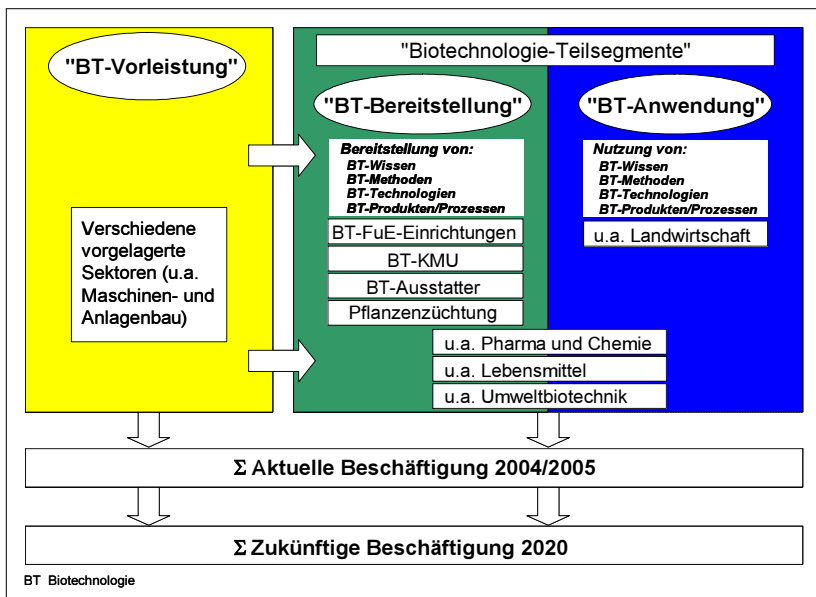 "BT-Vorleistung"
Verschiedene
vorgelagerte
Sektoren (u.a.
Maschinen- und
Anlagenbau)
"Biotechnologie-Teilsegmente"
"BT-Bereitstellung"
Bereitstellung von:
BT-Wissen
BT-Methoden
BT-Technologien
BT-Produkten/Prozessen
BT-FuE-Einrichtungen
BT-KMU
BT-Ausstatter
Pflanzenzüchtung
"BT-Anwendung"
Nutzung von:
BT-Wissen
BT-Methoden
BT-Technologien
BT-Produkten/Prozessen
u.a. Landwirtschaft
u.a. Pharma und Chemie
u.a. Lebensmittel
u.a. Umweltbiotechnik
Σ Aktuelle Beschäftigung 2004/2005
Σ Zukünftige Beschäftigung 2020
BT Biotechnologie